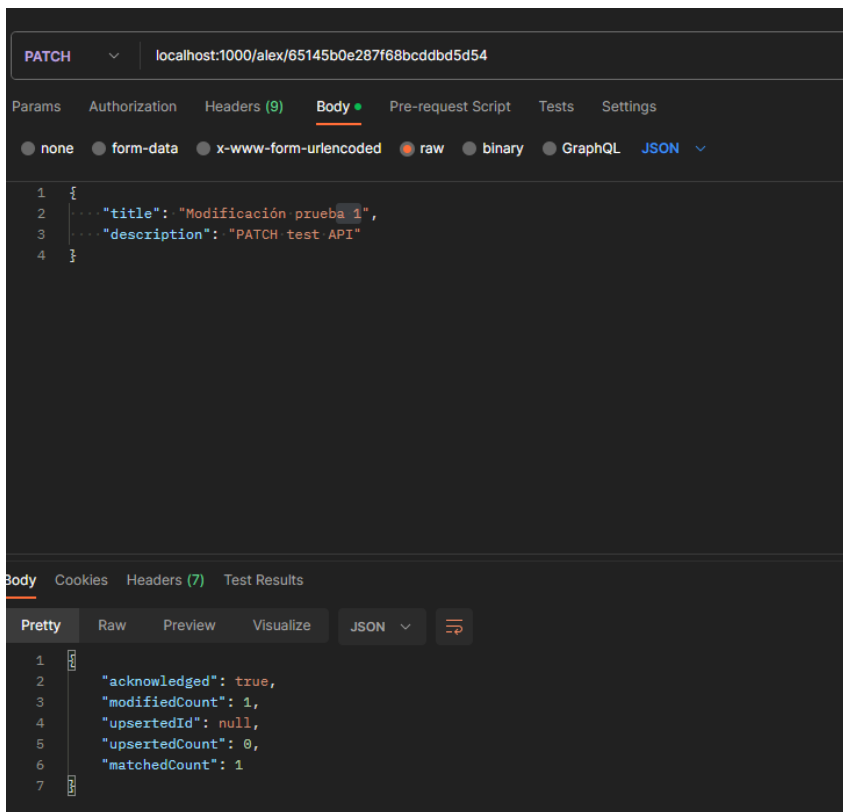 PATCH localhost:1000/alex/65145b0e287f68bcddbd5d54
Params Authorization Headers (9) Body Pre-request Script Tests Settings
none form-data x-www-form-urlencoded raw binary GraphQL JSON
1 {
2 "title": "Modificación prueba 1",
3 "description": "PATCH test API"
4 }
Body Cookies Headers (7) Test Results
Pretty Raw Preview Visualize JSON
1 {
2 "acknowledged": true,
3 "modifiedCount": 1,
4 "upsertedId": null,
5 "upsertedCount": 0,
6 "matchedCount": 1
7 }